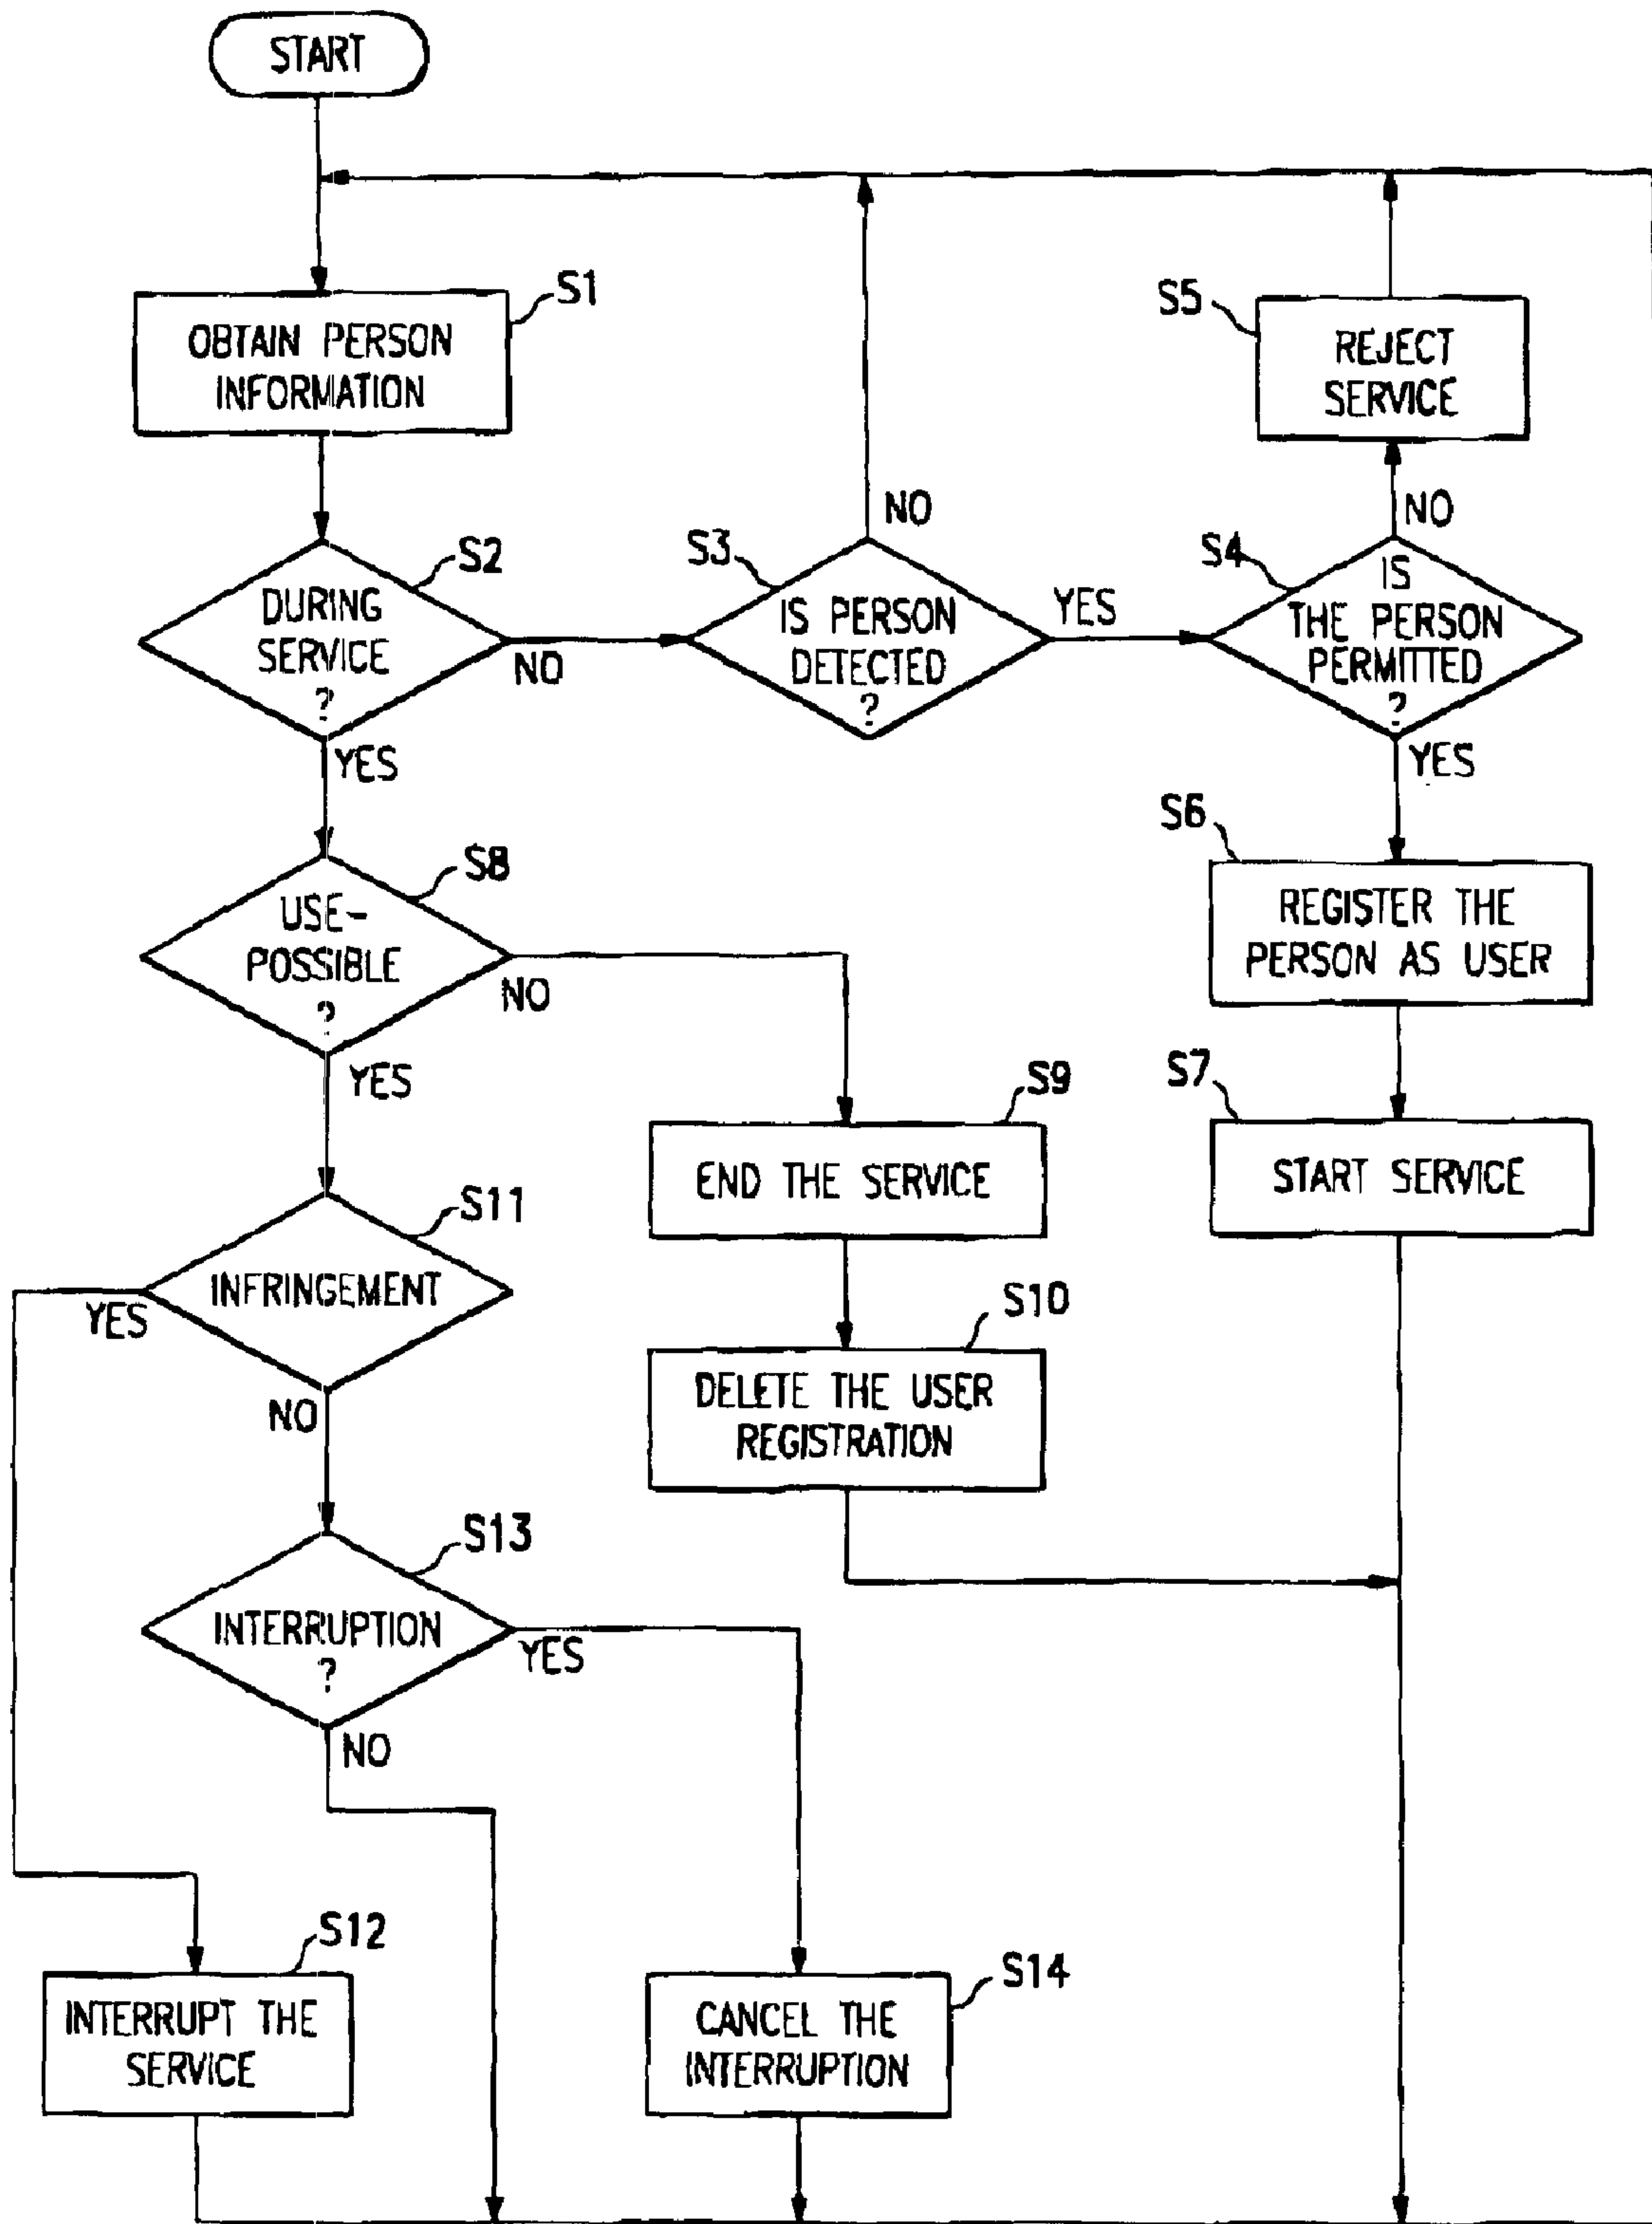 START
S1
OBTAIN PERSON
INFORMATION
S5
REJECT
SERVICE
NO
NO
S2
DURING
SERVICE
?
NO
YES
S3
IS PERSON
DETECTED
?
YES
S4
IS
THE PERSON
PERMITTED
?
YES
S6
REGISTER THE
PERSON AS USER
S8
USE-
POSSIBLE
?
NO
YES
S9
END THE SERVICE
S7
START SERVICE
S11
INFRINGEMENT
YES
NO
S10
DELETE THE USER
REGISTRATION
S13
INTERRUPTION
?
YES
NO
S12
INTERRUPT THE
SERVICE
S14
CANCEL THE
INTERRUPTION